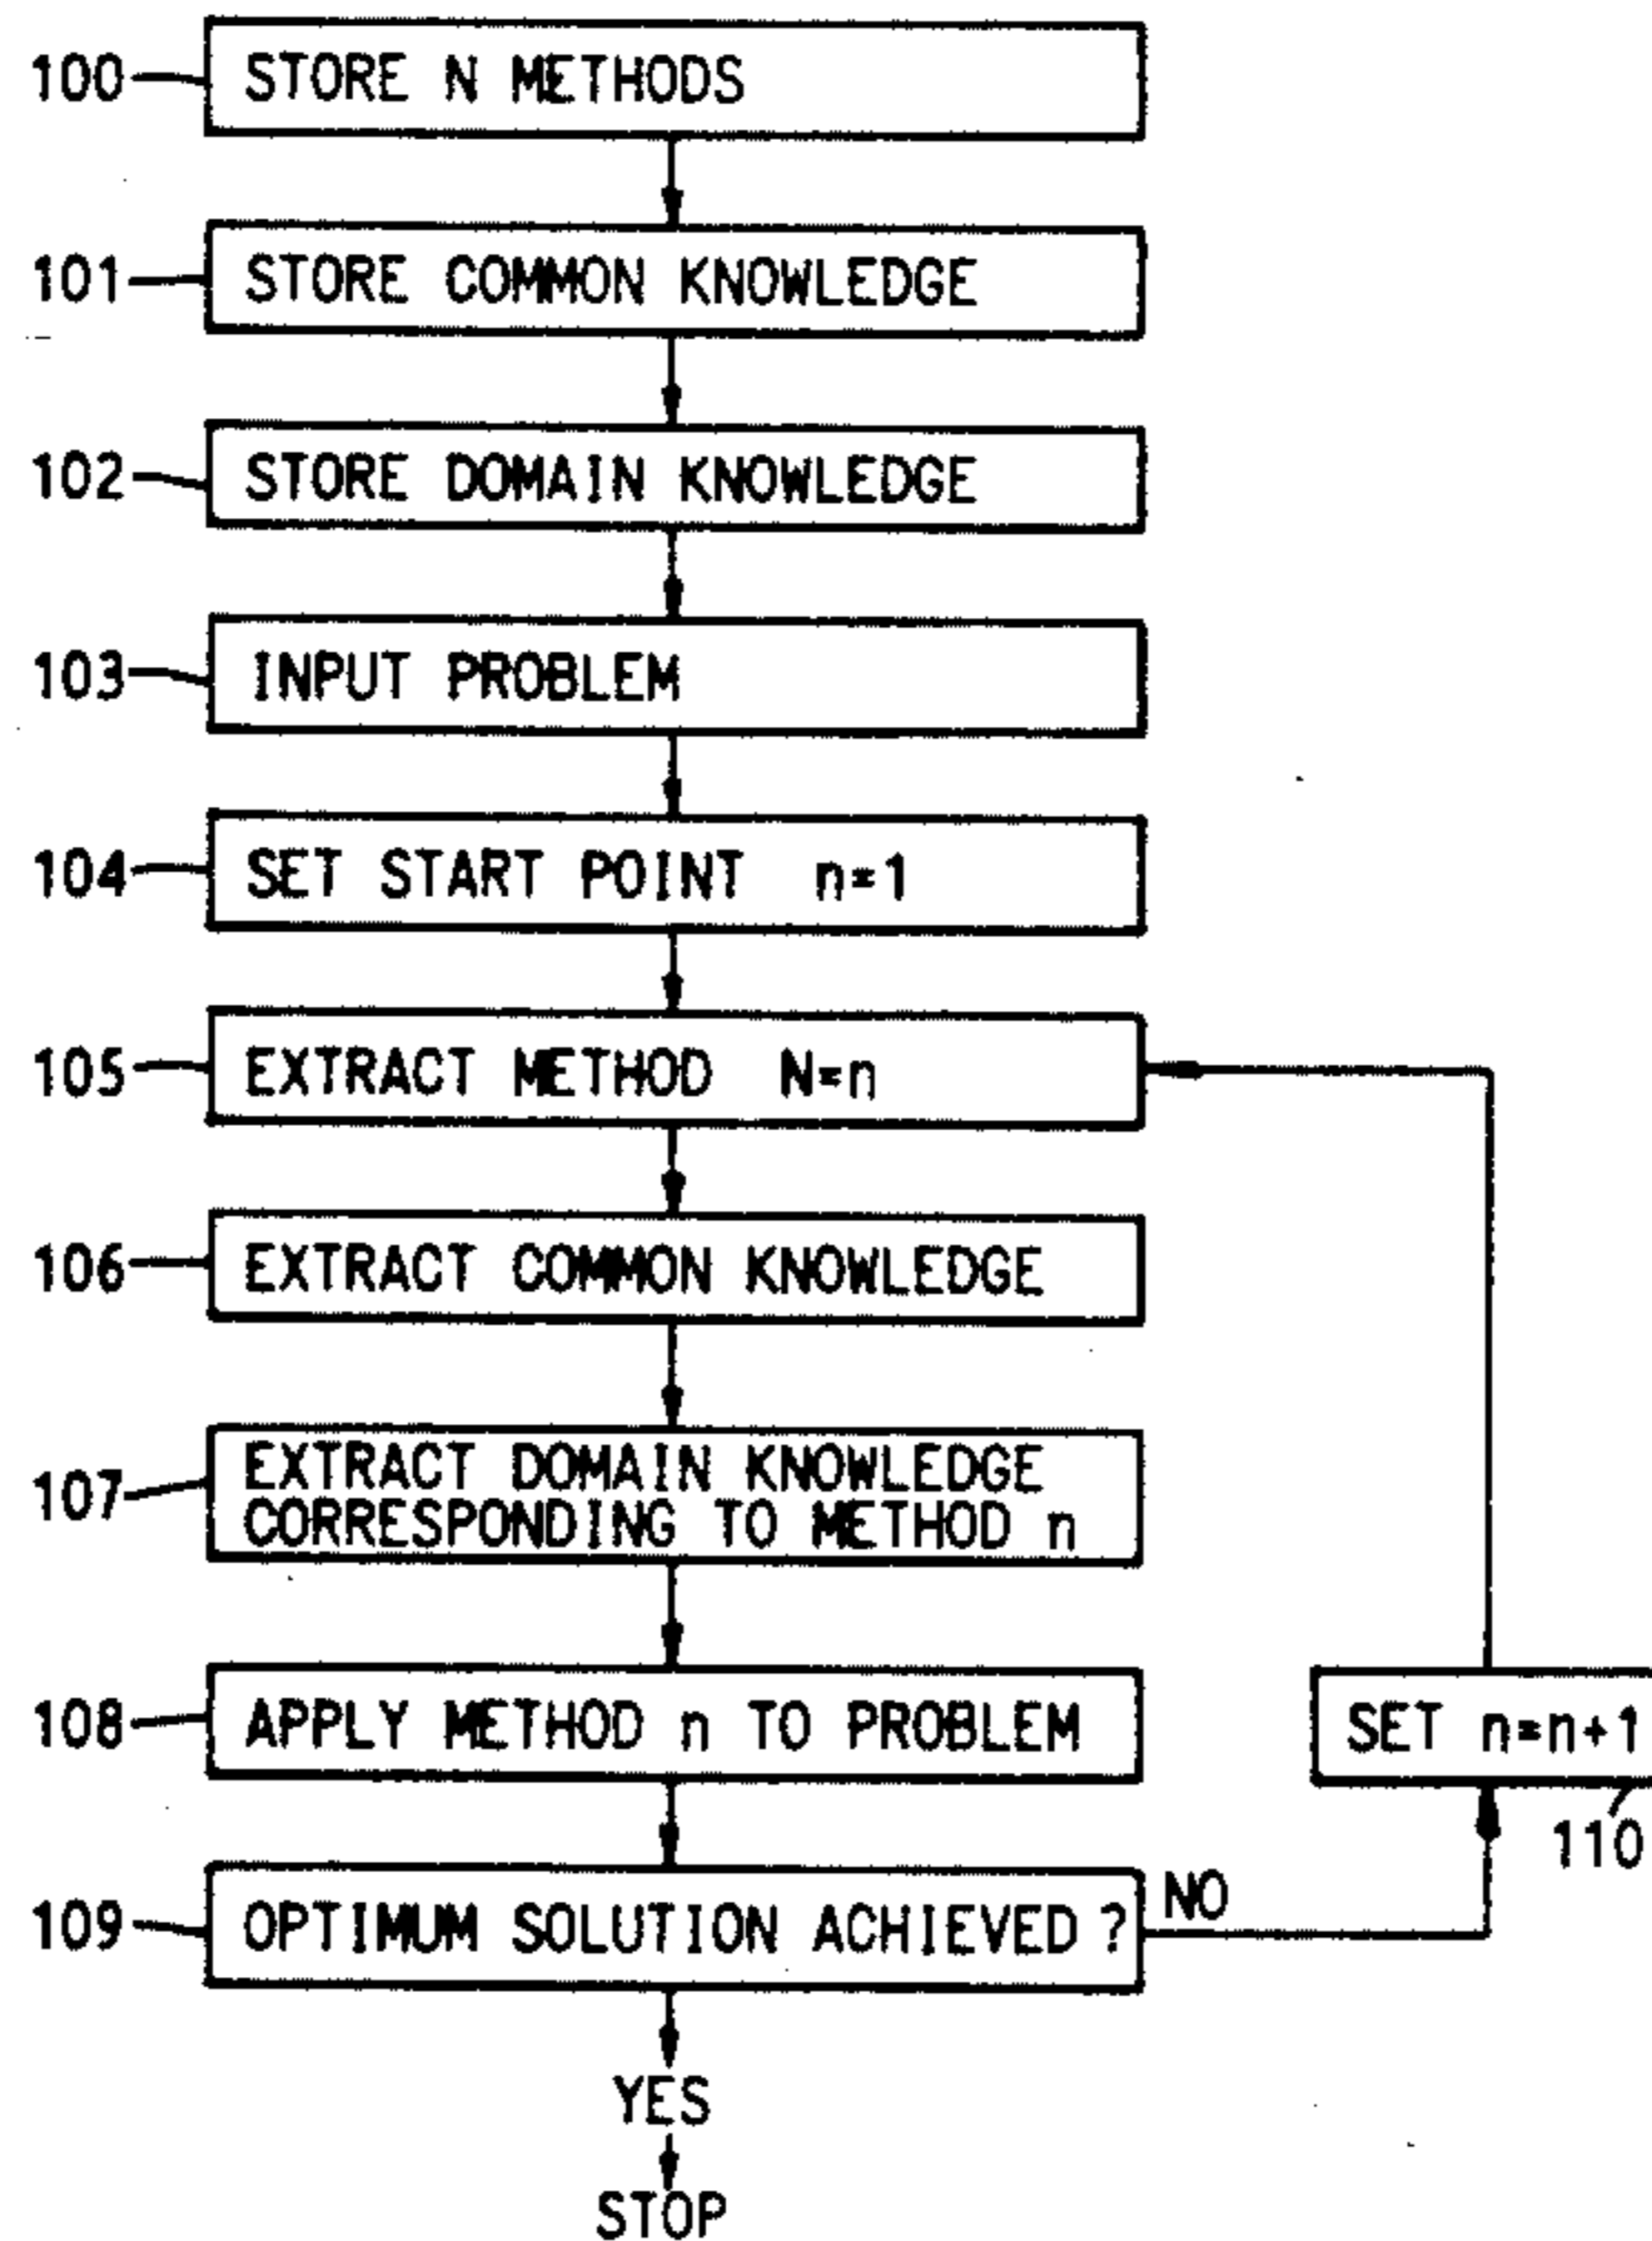 100 STORE N METHODS
101 STORE COMMON KNOWLEDGE
102 STORE DOMAIN KNOWLEDGE
103 INPUT PROBLEM
104 SET START POINT n=1
105 EXTRACT METHOD N=n
106 EXTRACT COMMON KNOWLEDGE
107 EXTRACT DOMAIN KNOWLEDGE
CORRESPONDING TO METHOD n
108 APPLY METHOD n TO PROBLEM
SET n=n+1
110
109 OPTIMUM SOLUTION ACHIEVED ? NO
YES
STOP